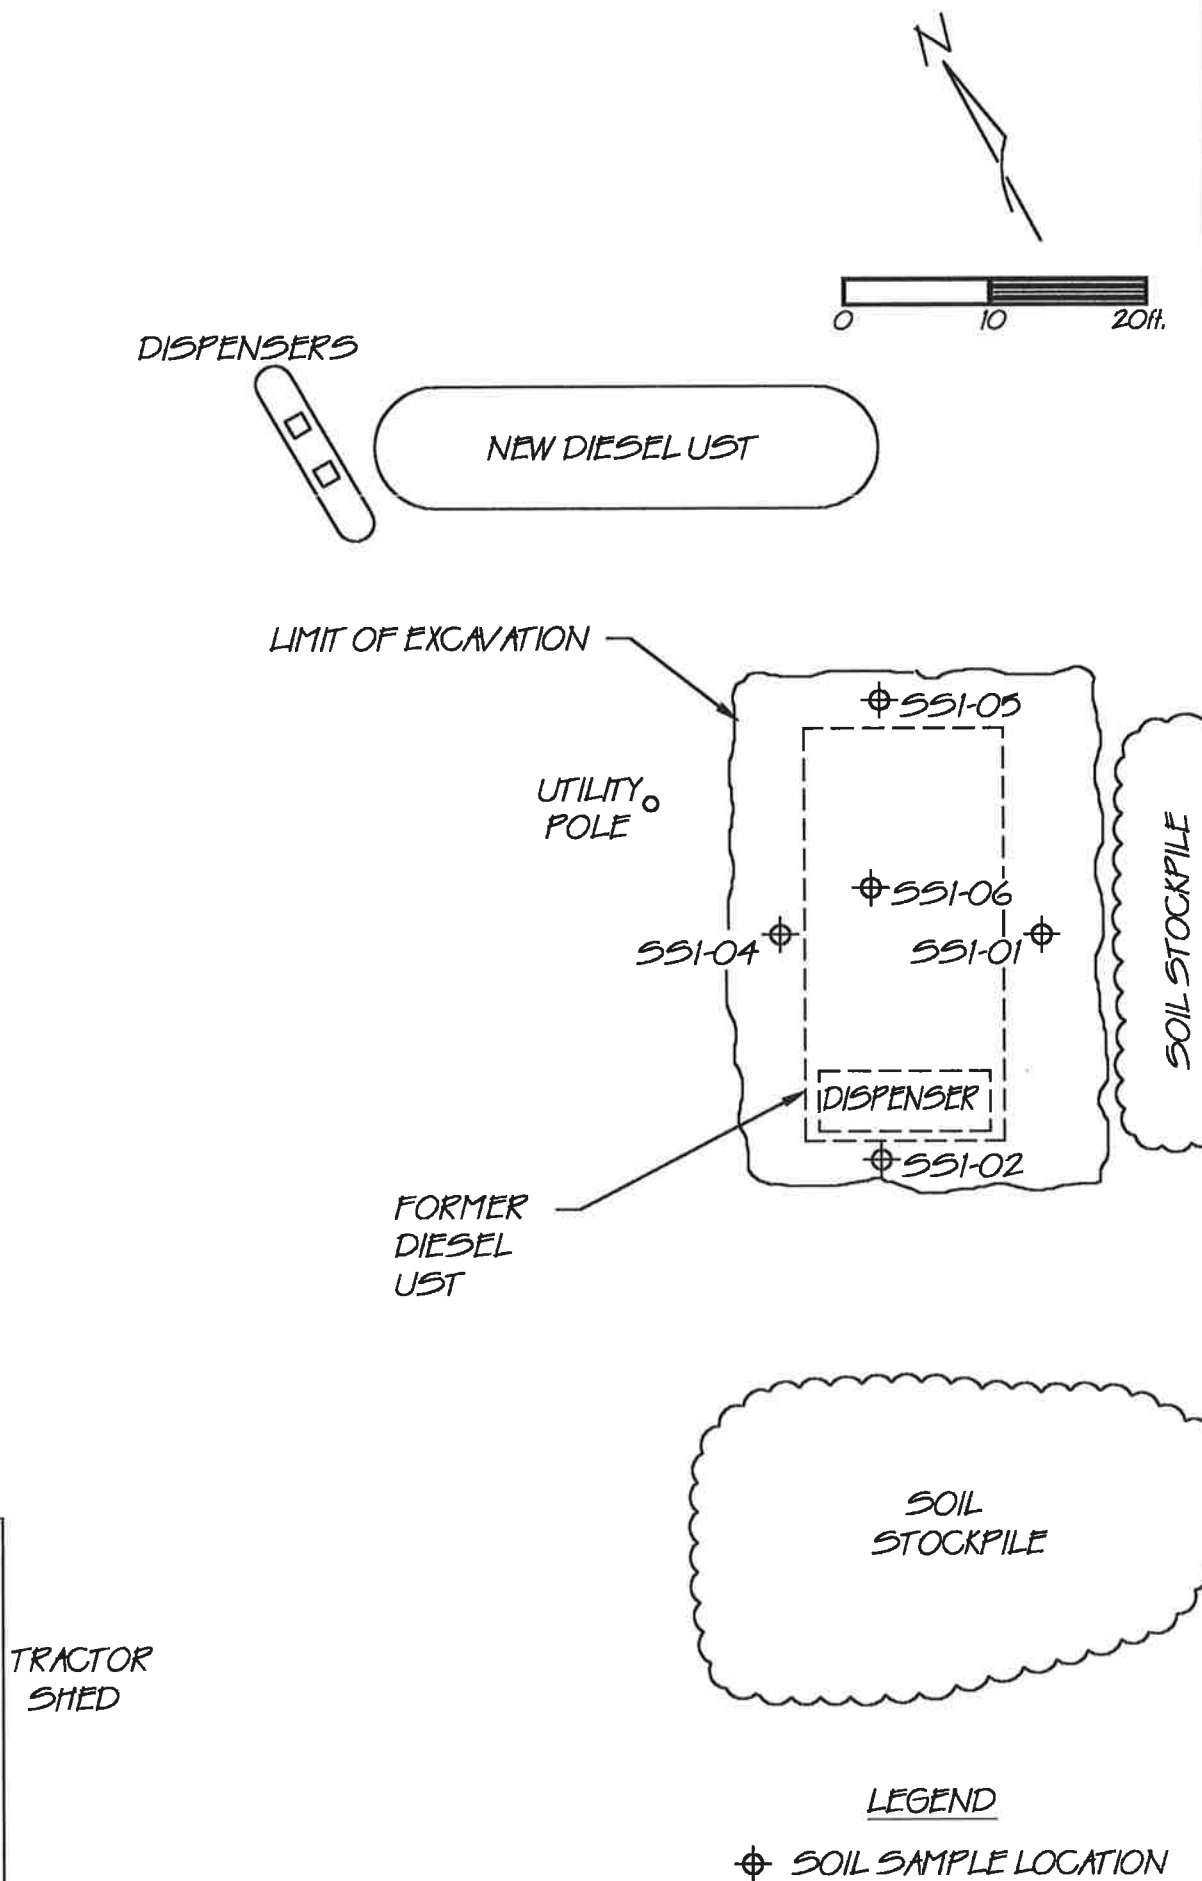 N
0 10 20ft.
DISPENSERS
NEW DIESEL UST
LIMIT OF EXCAVATION
SS1-05
UTILITY
POLE
SS1-06
SS1-04
SS1-01
SOIL STOCKPILE
DISPENSER
SS1-02
FORMER
DIESEL
UST
SOIL
STOCKPILE
TRACTOR
SHED
LEGEND
SOIL SAMPLE LOCATION